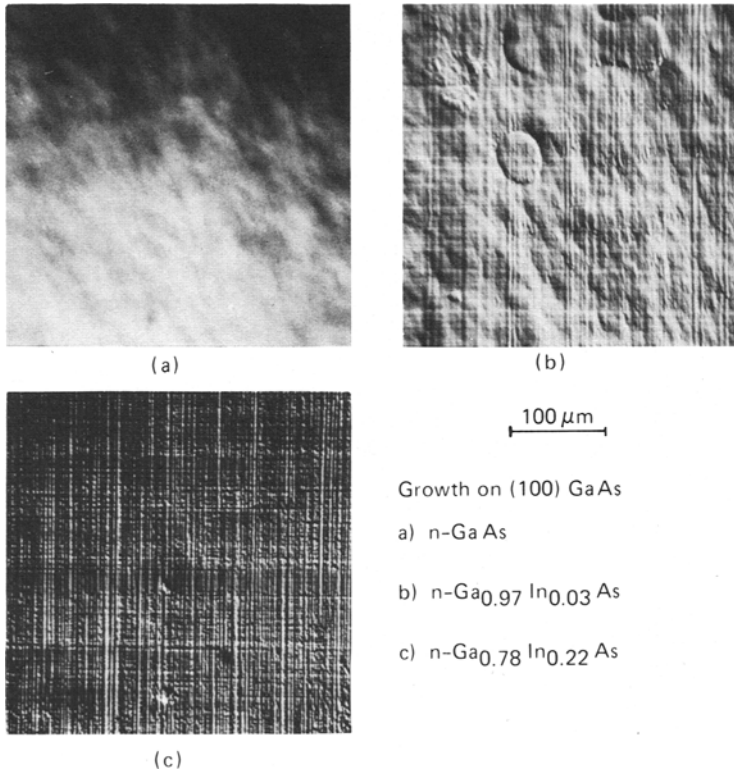 (a)
(b)
(c)
100 μm
Growth on (100) GaAs
a) n-GaAs
b) n-Ga0.97 In0.03 As
c) n-Ga0.78 In0.22 As